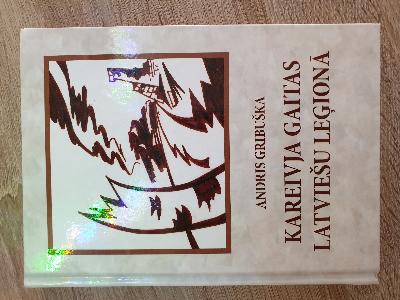 ANDRIS GRIBUŠKA
KAREIVJA GAITAS
LATVIEŠU LEĢIONĀ